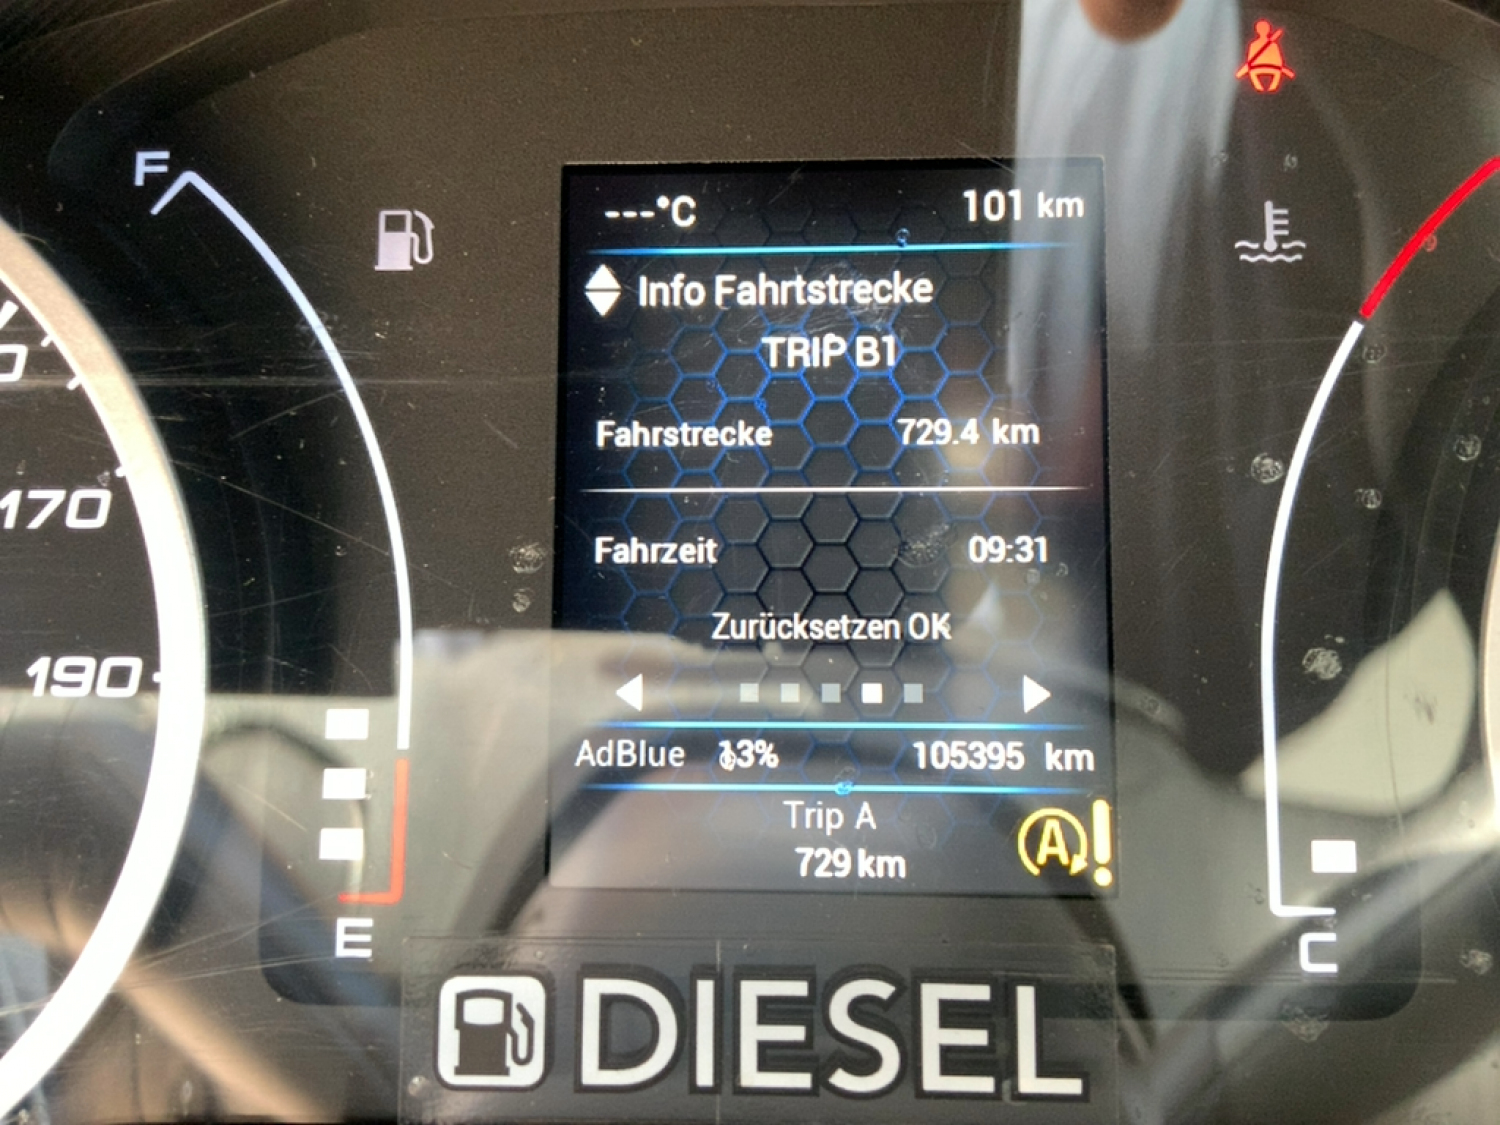 F
---°C 101 km
Info Fahrtstrecke
TRIP B1
Fahrstrecke 729.4 km
170
Fahrzeit 09:31
Zurücksetzen OK
190
AdBlue 13% 105395 km
Trip A
729 km
A!
E
C
DIESEL